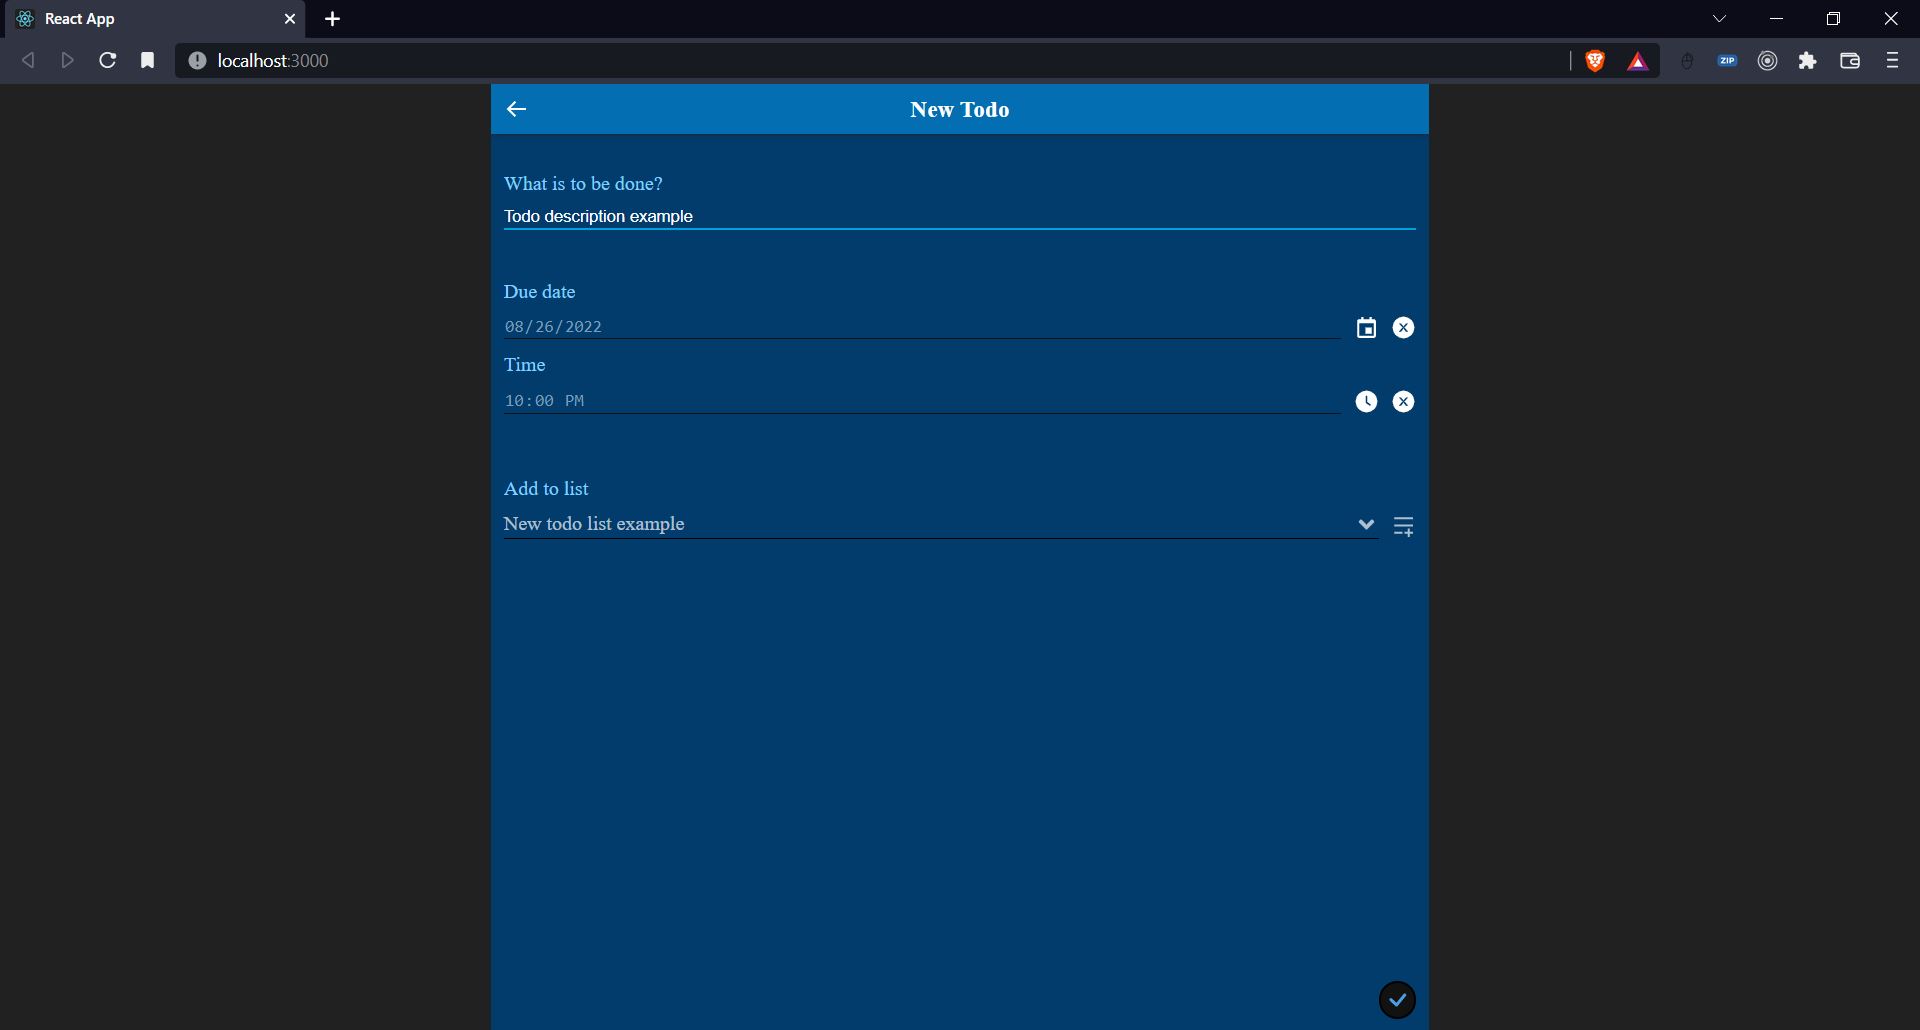 React App
localhost:3000
ZIP
New Todo
What is to be done?
Todo description example
Due date
08/26/2022
Time
10:00 PM
Add to list
New todo list example